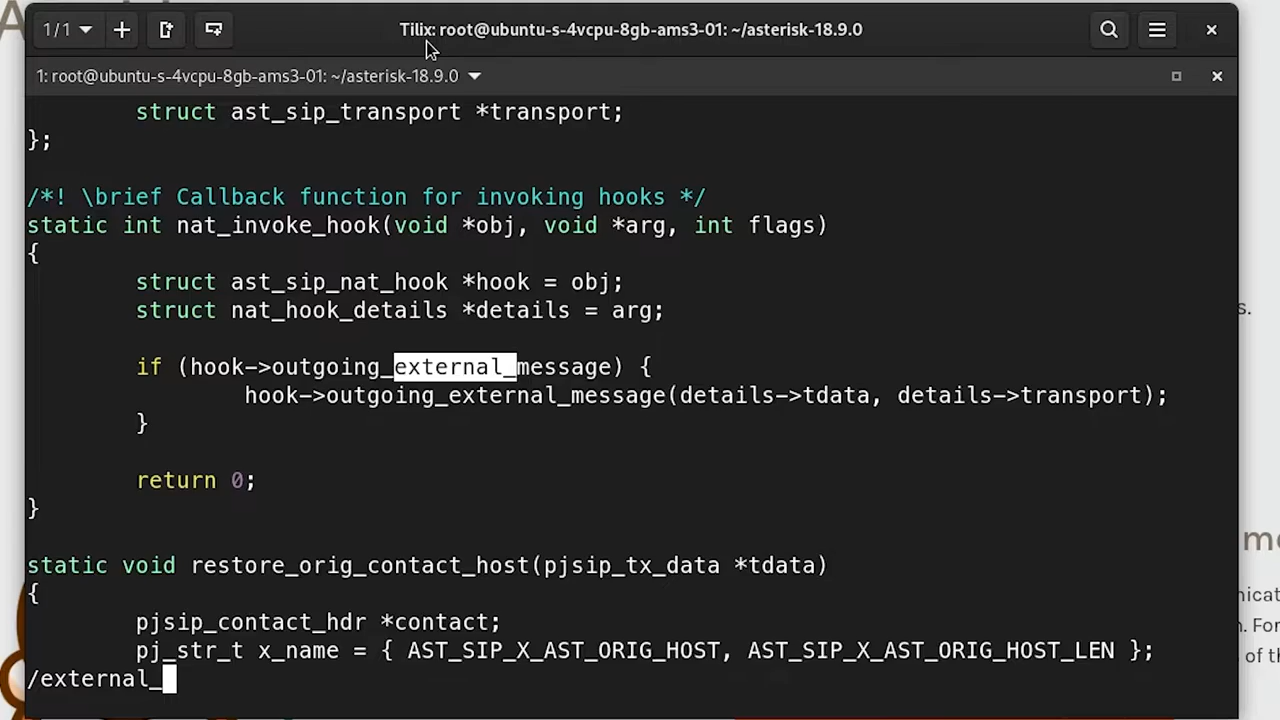 1/1
Tilix: root@ubuntu-s-4vcpu-8gb-ams3-01: ~/asterisk-18.9.0
1: root@ubuntu-s-4vcpu-8gb-ams3-01: ~/asterisk-18.9.0
struct ast_sip_transport *transport;
};
/*! \brief Callback function for invoking hooks */
static int nat_invoke_hook(void *obj, void *arg, int flags)
{
struct ast_sip_nat_hook *hook = obj;
struct nat_hook_details *details = arg;
if (hook->outgoing_external_message) {
hook->outgoing_external_message(details->tdata, details->transport);
}
return 0;
}
static void restore_orig_contact_host(pjsip_tx_data *tdata)
{
pjsip_contact_hdr *contact;
pj_str_t x_name = { AST_SIP_X_AST_ORIG_HOST, AST_SIP_X_AST_ORIG_HOST_LEN };
/external_